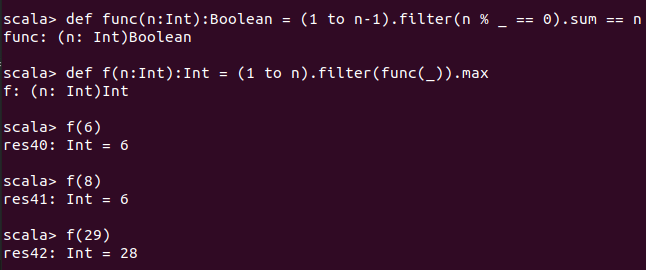 scala> def func(n:Int):Boolean = (1 to n-1).filter(n % _ == 0).sum == n
func: (n: Int)Boolean
scala> def f(n:Int):Int = (1 to n).filter(func(_)).max
f: (n: Int)Int
scala> f(6)
res40: Int = 6
scala> f(8)
res41: Int = 6
scala> f(29)
res42: Int = 28